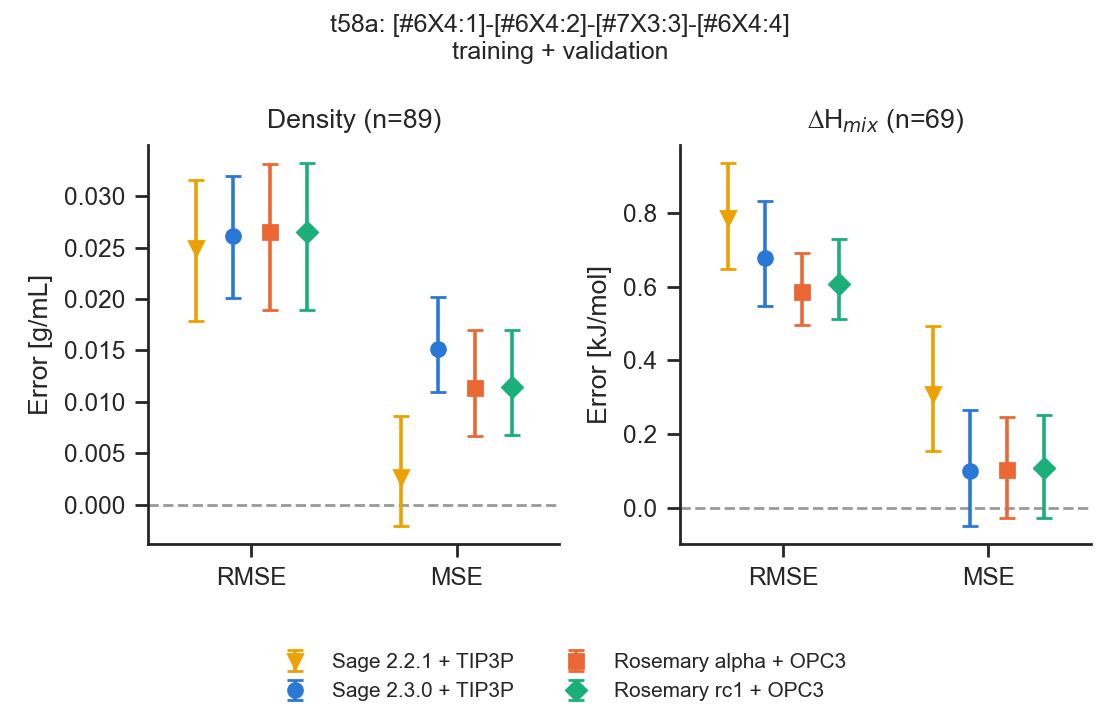 t58a: [#6X4:1]-[#6X4:2]-[#7X3:3]-[#6X4:4]
training + validation
Density (n=89)
Error [g/mL]
0.030
0.025
0.020
0.015
0.010
0.005
0.000
RMSE MSE
ΔHmix (n=69)
Error [kJ/mol]
0.8
0.6
0.4
0.2
0.0
RMSE MSE
Sage 2.2.1 + TIP3P
Sage 2.3.0 + TIP3P
Rosemary alpha + OPC3
Rosemary rc1 + OPC3